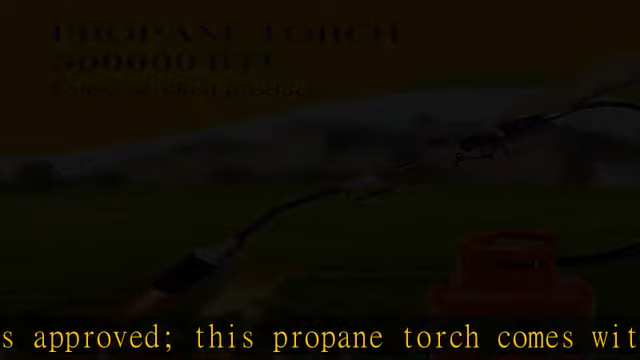 PROPANE TORCH
500000 BTU
s approved; this propane torch comes wit